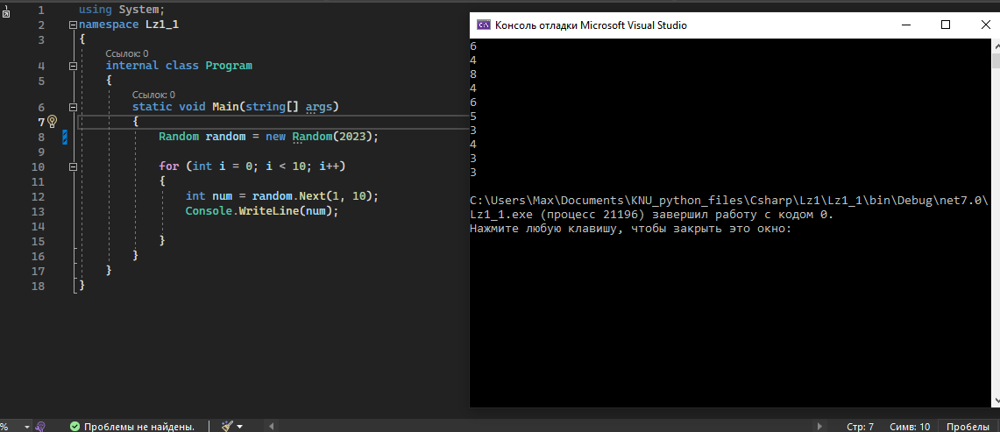 1 using System;
2 namespace Lz1_1
3 {
Ссылок: 0
4 internal class Program
5 {
Ссылок: 0
6 static void Main(string[] args)
7 {
8 Random random = new Random(2023);
9
10 for (int i = 0; i < 10; i++)
11 {
12 int num = random.Next(1, 10);
13 Console.WriteLine(num);
14
15 }
16 }
17 }
18 }
Консоль отладки Microsoft Visual Studio
6
4
8
4
6
5
3
4
3
3
C:\Users\Max\Documents\KNU_python_files\Csharp\Lz1\Lz1_1\bin\Debug\net7.0\
Lz1_1.exe (процесс 21196) завершил работу с кодом 0.
Нажмите любую клавишу, чтобы закрыть это окно:
% Проблемы не найдены. Стр: 7 Симв: 10 Пробелы